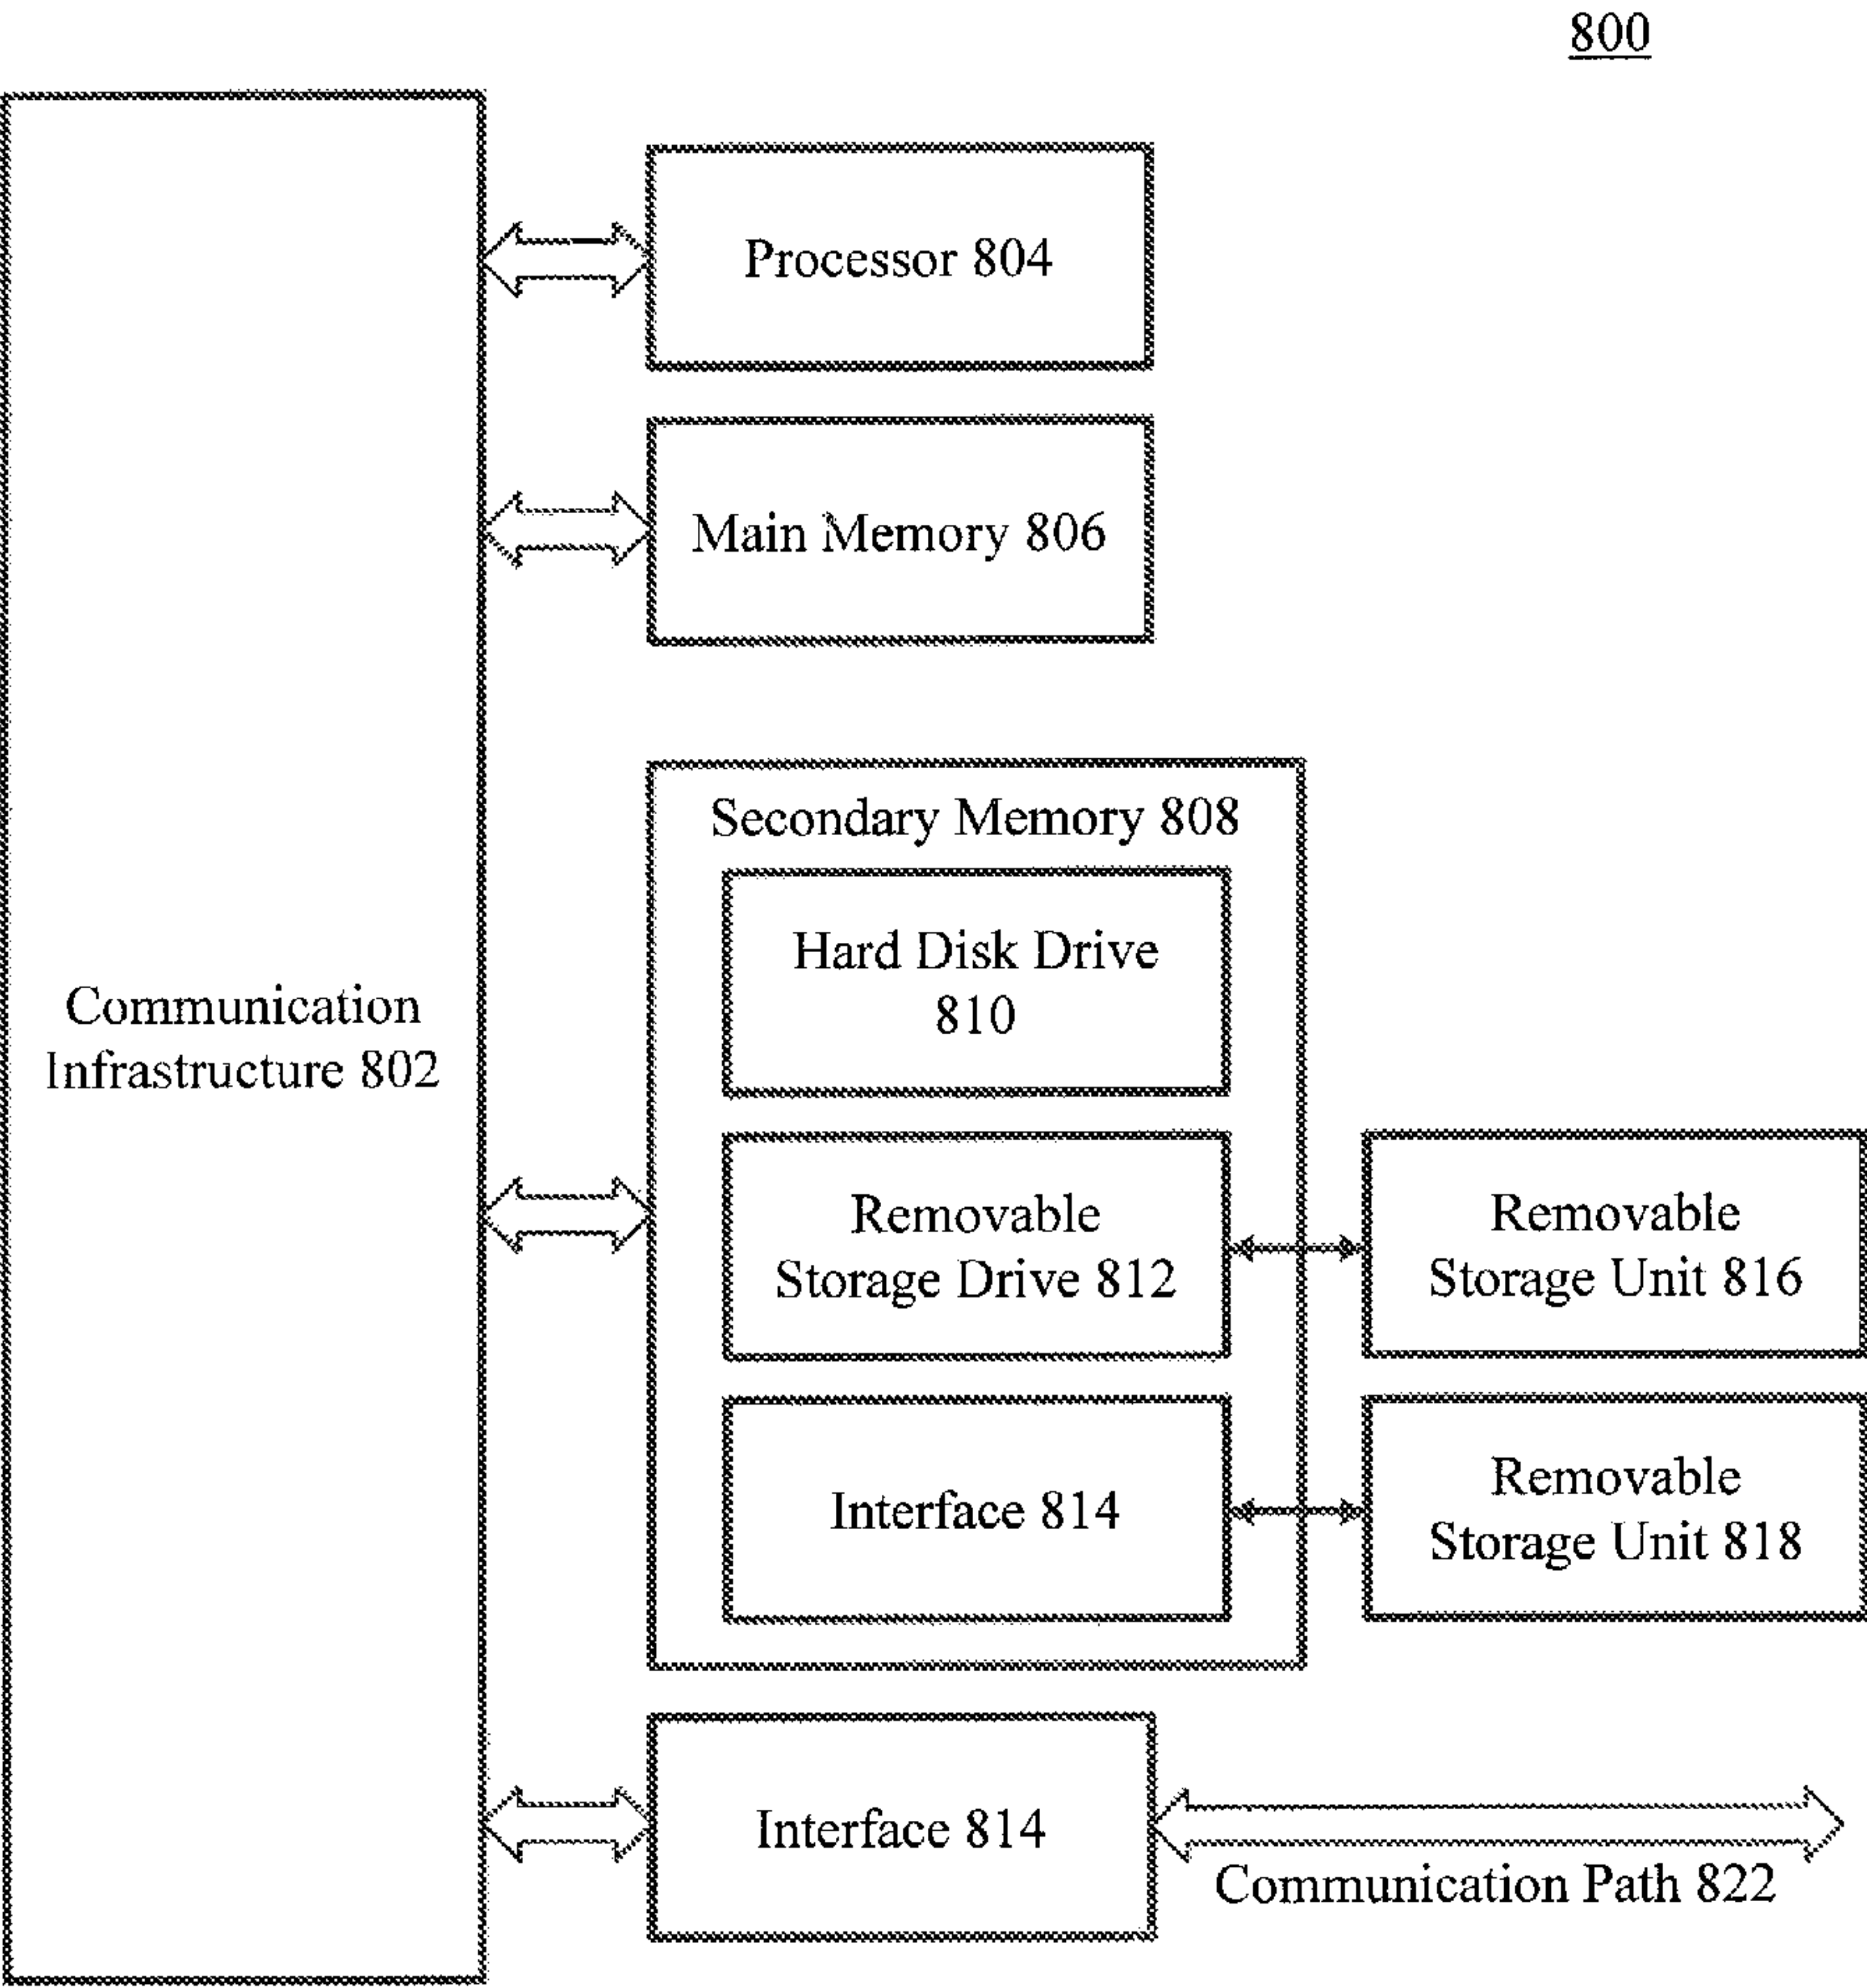 800
Processor 804
Main Memory 806
Secondary Memory 808
Hard Disk Drive
810
Communication
Infrastructure 802
Removable
Storage Drive 812
Removable
Storage Unit 816
Interface 814
Removable
Storage Unit 818
Interface 814
Communication Path 822